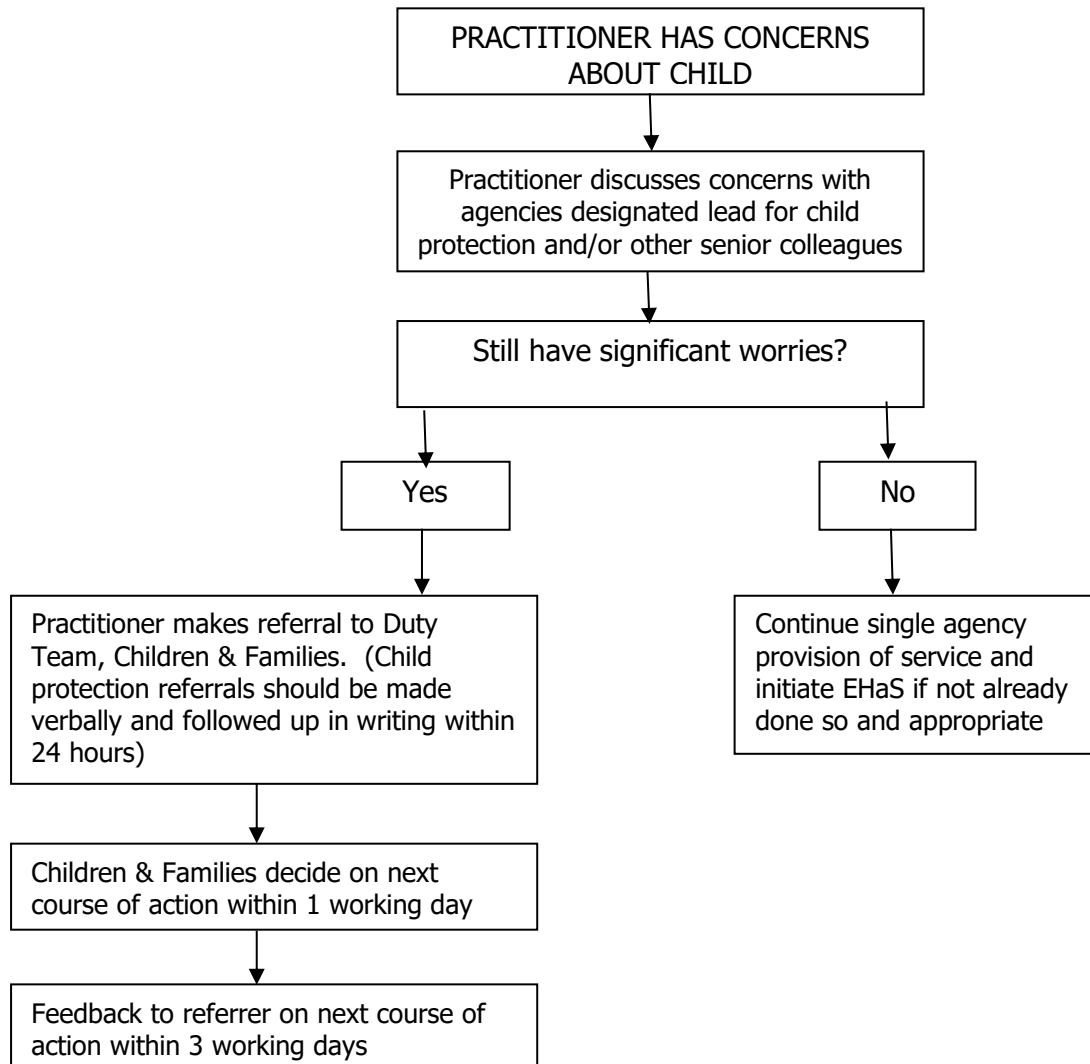 PRACTITIONER HAS CONCERNS
ABOUT CHILD
Practitioner discusses concerns with
agencies designated lead for child
protection and/or other senior colleagues
Still have significant worries?
Yes
No
Practitioner makes referral to Duty
Team, Children & Families.  (Child
protection referrals should be made
verbally and followed up in writing within
24 hours)
Continue single agency
provision of service and
initiate EHaS if not already
done so and appropriate
Children & Families decide on next
course of action within 1 working day
Feedback to referrer on next course of
action within 3 working days